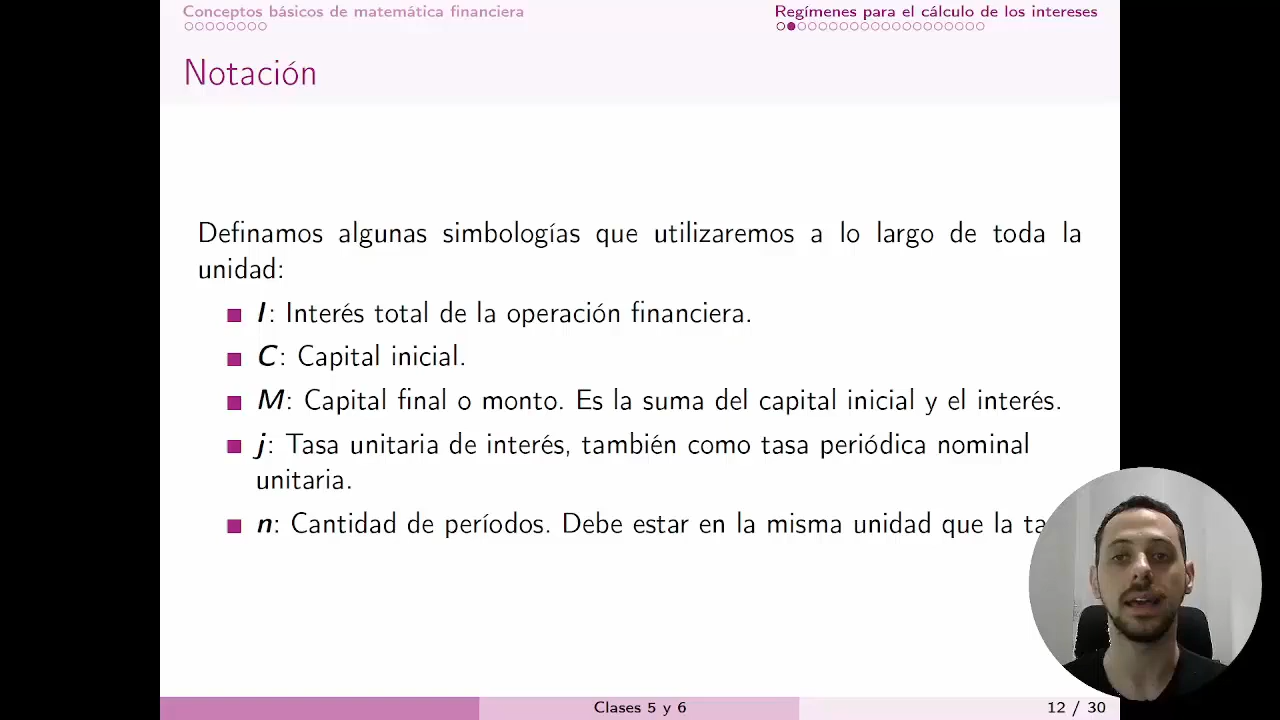 Conceptos básicos de matemática financiera
Regímenes para el cálculo de los intereses
Notación
Definamos algunas simbologías que utilizaremos a lo largo de toda la
unidad:
I: Interés total de la operación financiera.
C: Capital inicial.
M: Capital final o monto. Es la suma del capital inicial y el interés.
j: Tasa unitaria de interés, también como tasa periódica nominal
unitaria.
n: Cantidad de períodos. Debe estar en la misma unidad que la
Clases 5 y 6
12 / 30